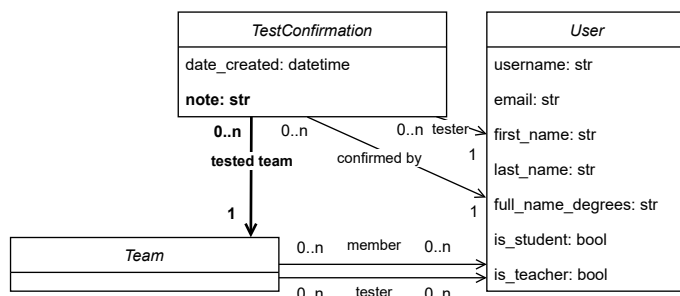 TestConfirmation
date_created: datetime
note: str
User
username: str
email: str
first_name: str
last_name: str
full_name_degrees: str
is_student: bool
is_teacher: bool
0..n
0..n
0..n
tester
1
tested team
confirmed by
1
1
Team
0..n
member
0..n
0..n
tester
0..n